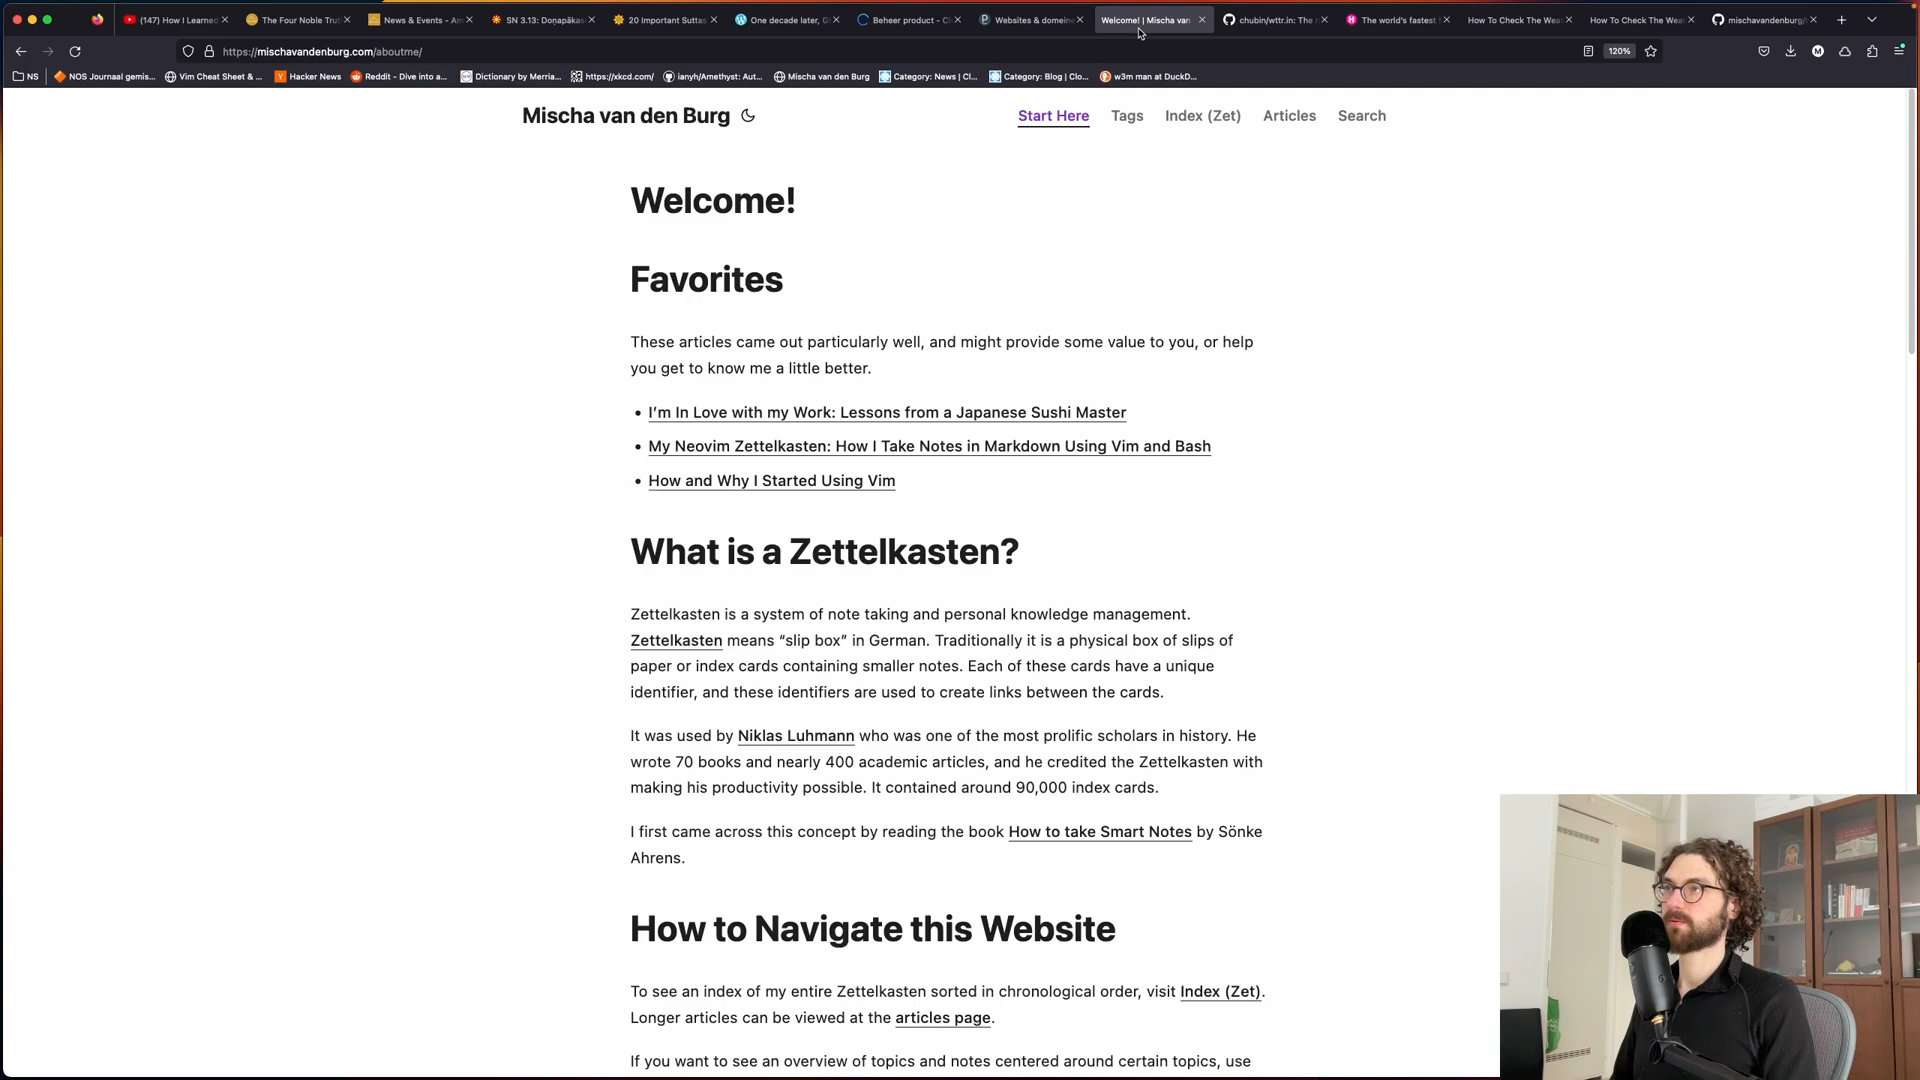 (147) How I Learned
The Four Noble Tru
News & Events - Am
SN 3.13: Doṇapākas
20 Important Suttas
One decade later, G
Beheer product - Cl
Websites & domeine
Welcome! | Mischa van
chubin/wttr.in: The r
The world's fastest f
How To Check The Wea
How To Check The Wea
mischavandenburg/
https://mischavandenburg.com/aboutme/
120%
NS
NOS Journaal gemis...
Vim Cheat Sheet & ...
Hacker News
Reddit - Dive into a...
Dictionary by Merria...
https://xkcd.com/
ianyh/Amethyst: Aut...
Mischa van den Burg
Category: News | Cl...
Category: Blog | Clo...
w3m man at DuckD...
Mischa van den Burg
Start Here
Tags
Index (Zet)
Articles
Search
Welcome!
Favorites
These articles came out particularly well, and might provide some value to you, or help
you get to know me a little better.
• I'm In Love with my Work: Lessons from a Japanese Sushi Master
• My Neovim Zettelkasten: How I Take Notes in Markdown Using Vim and Bash
• How and Why I Started Using Vim
What is a Zettelkasten?
Zettelkasten is a system of note taking and personal knowledge management.
Zettelkasten means “slip box” in German. Traditionally it is a physical box of slips of
paper or index cards containing smaller notes. Each of these cards have a unique
identifier, and these identifiers are used to create links between the cards.
It was used by Niklas Luhmann who was one of the most prolific scholars in history. He
wrote 70 books and nearly 400 academic articles, and he credited the Zettelkasten with
making his productivity possible. It contained around 90,000 index cards.
I first came across this concept by reading the book How to take Smart Notes by Sönke
Ahrens.
How to Navigate this Website
To see an index of my entire Zettelkasten sorted in chronological order, visit Index (Zet).
Longer articles can be viewed at the articles page.
If you want to see an overview of topics and notes centered around certain topics, use